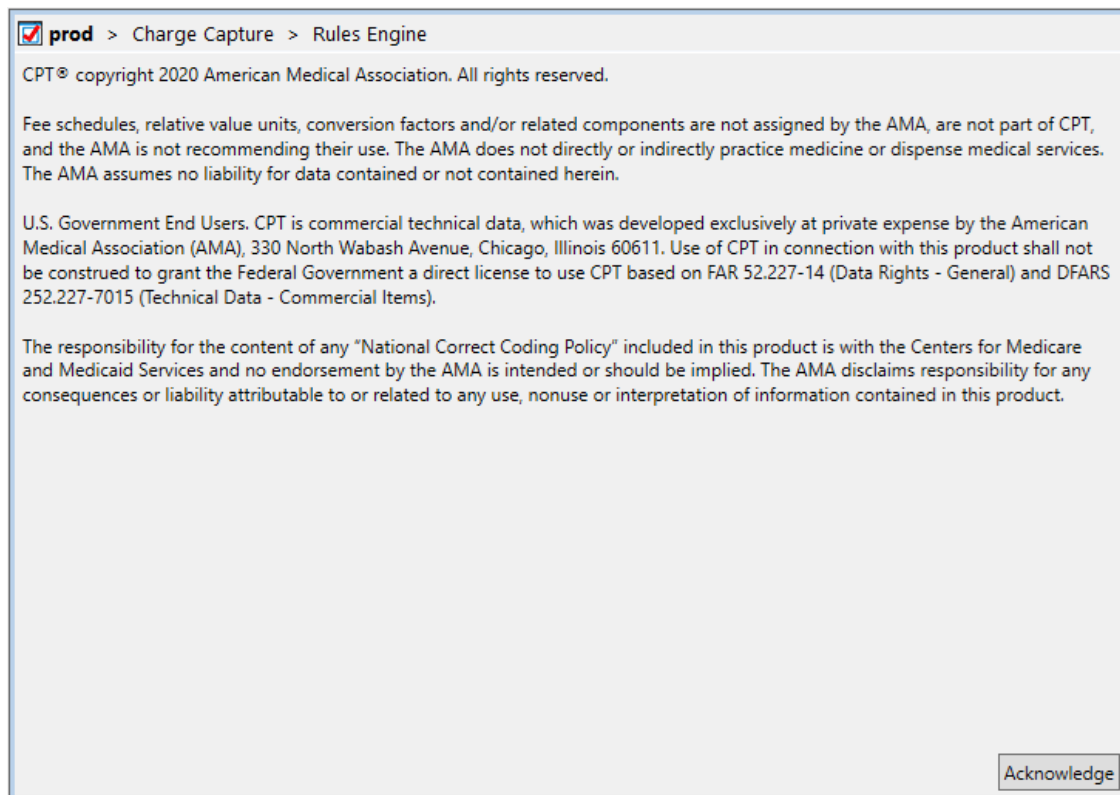 prod > Charge Capture > Rules Engine
CPT® copyright 2020 American Medical Association. All rights reserved.
Fee schedules, relative value units, conversion factors and/or related components are not assigned by the AMA, are not part of CPT,
and the AMA is not recommending their use. The AMA does not directly or indirectly practice medicine or dispense medical services.
The AMA assumes no liability for data contained or not contained herein.
U.S. Government End Users. CPT is commercial technical data, which was developed exclusively at private expense by the American
Medical Association (AMA), 330 North Wabash Avenue, Chicago, Illinois 60611. Use of CPT in connection with this product shall not
be construed to grant the Federal Government a direct license to use CPT based on FAR 52.227-14 (Data Rights - General) and DFARS
252.227-7015 (Technical Data - Commercial Items).
The responsibility for the content of any “National Correct Coding Policy” included in this product is with the Centers for Medicare
and Medicaid Services and no endorsement by the AMA is intended or should be implied. The AMA disclaims responsibility for any
consequences or liability attributable to or related to any use, nonuse or interpretation of information contained in this product.
Acknowledge